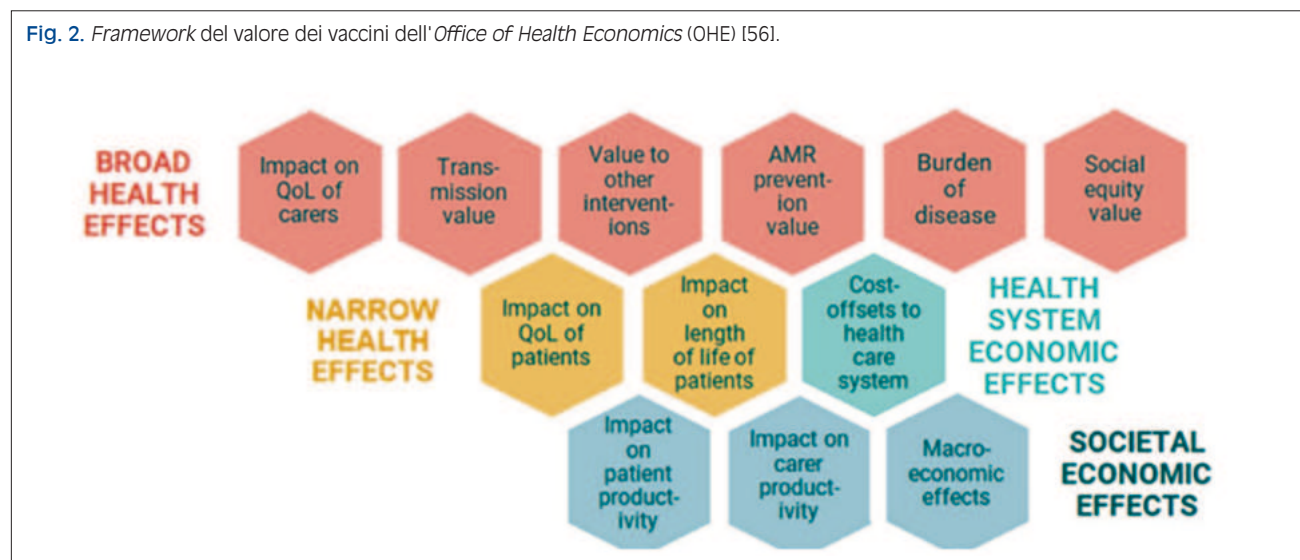 Fig. 2. Framework del valore dei vaccini dell'Office of Health Economics (OHE) [56].
BROAD
HEALTH
EFFECTS
Impact on
QoL of
carers
Trans-
mission
value
Value to
other
intervent-
ions
AMR
prevent-
ion
value
Burden
of
disease
Social
equity
value
NARROW
HEALTH
EFFECTS
Impact on
QoL of
patients
Impact
on
length
of life of
patients
Cost-
offsets to
health
care
system
HEALTH
SYSTEM
ECONOMIC
EFFECTS
Impact
on
patient
product-
ivity
Impact on
carer
product-
ivity
Macro-
economic
effects
SOCIETAL
ECONOMIC
EFFECTS